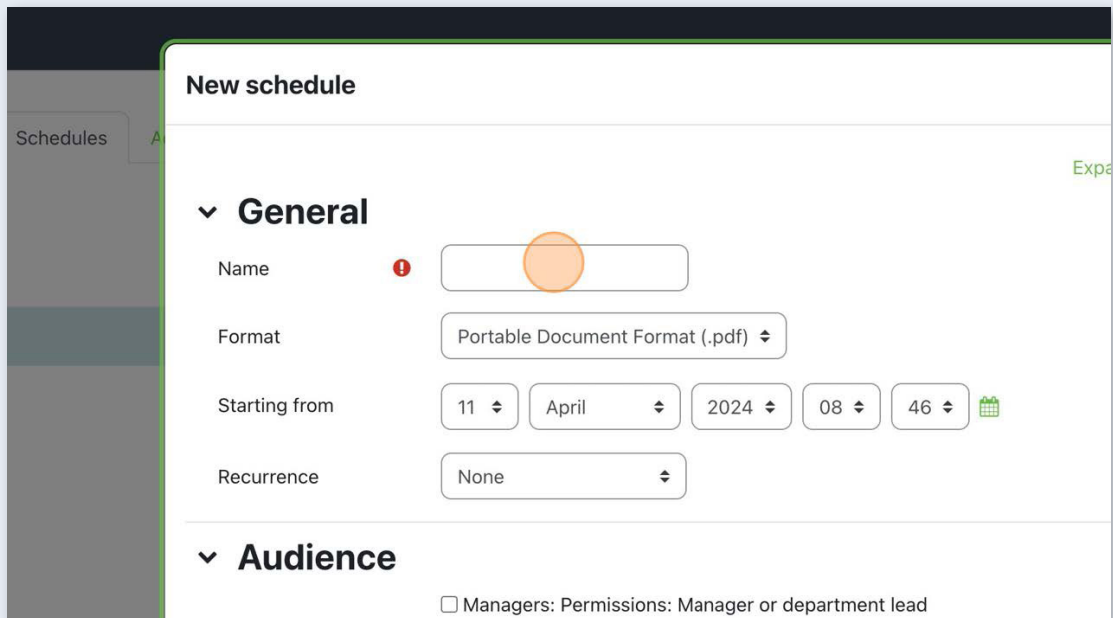 New schedule
Schedules
General
Name
Format Portable Document Format (.pdf)
Starting from 11 April 2024 08 46
Recurrence None
Audience
Managers: Permissions: Manager or department lead